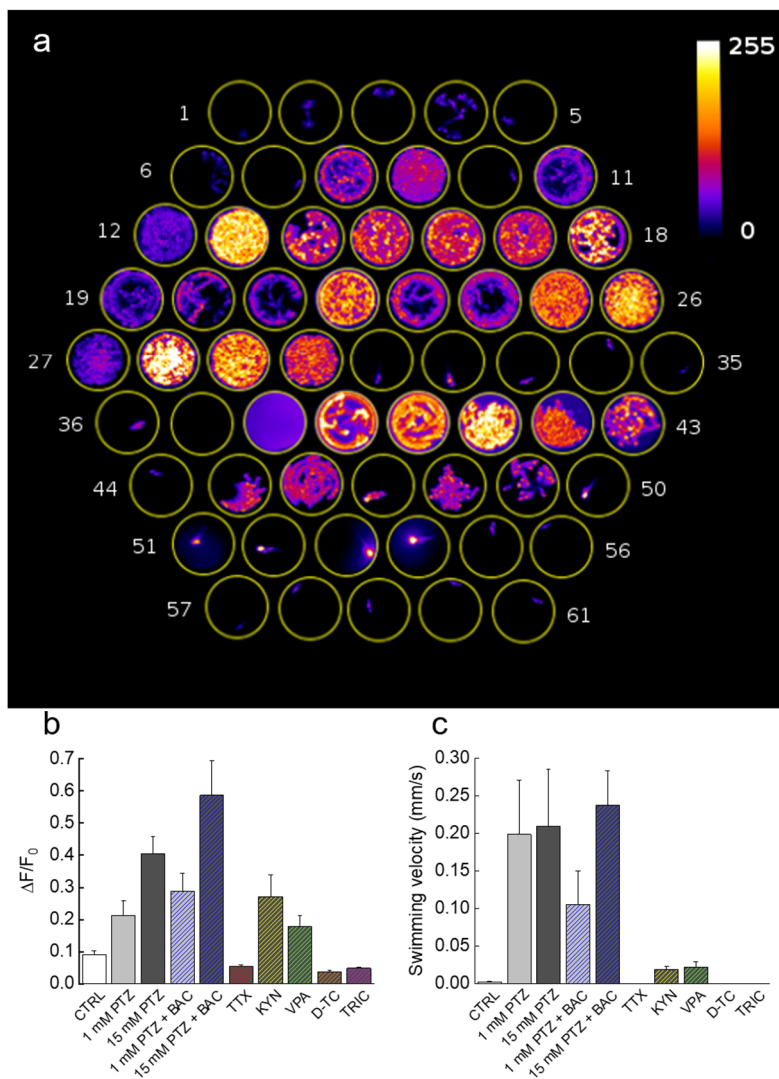 a
255
0
1
5
6
11
12
18
19
26
27
35
36
43
44
50
51
56
57
61
b
c
0.7
0.6
0.5
0.4
0.3
0.2
0.1
0.0
ΔF/F0
CTRL
1 mM PTZ
15 mM PTZ
1 mM PTZ + BAC
15 mM PTZ + BAC
TTX
KYN
VPA
D-TC
TRIC
0.30
0.25
0.20
0.15
0.10
0.05
0.00
Swimming velocity (mm/s)
CTRL
1 mM PTZ
15 mM PTZ
1 mM PTZ + BAC
15 mM PTZ + BAC
TTX
KYN
VPA
D-TC
TRIC